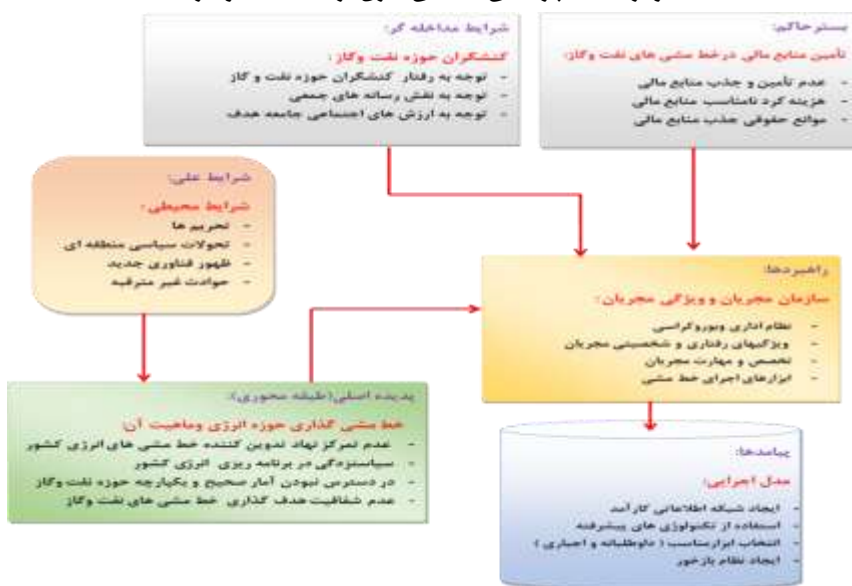 بستر حاکم:
تأمین منابع مالی در خط مشی های نفت وگاز:
- عدم تأمین و جذب منابع مالی
- هزینه کرد نامناسب منابع مالی
- موانع حقوقی جذب منابع مالی
شرایط مداخله گر:
کنشگران حوزه نفت وگاز:
- توجه به رفتار کنشگران حوزه نفت و گاز
- توجه به نقش رسانه های جمعی
- توجه به ارزش های اجتماعی جامعه هدف
شرایط علی:
شرایط محیطی:
- تحریم ها
- تحولات سیاسی منطقه ای
- ظهور فناوری جدید
- حوادث غیر مترقبه
راهبردها:
سازمان مجریان و ویژگی مجریان:
- نظام اداری وبوروکراسی
- ویژگیهای رفتاری و شخصیتی مجریان
- تخصص و مهارت مجریان
- ابزارهای اجرای خط مشی
پدیده اصلی(طبقه محوری):
خط مشی گذاری حوزه انرژی وماهیت آن:
- عدم تمرکز نهاد تدوین کننده خط مشی های انرژی کشور
- سیاستزدگی در برنامه ریزی انرژی کشور
- در دسترس نبودن آمار صحیح و یکپارچه حوزه نفت وگاز
- عدم شفافیت هدف گذاری خط مشی های نفت وگاز
پیامدها:
مدل اجرایی:
- ایجاد شبکه اطلاعاتی کارآمد
- استفاده از تکنولوژی های پیشرفته
- انتخاب ابزارمناسب ( داوطلبانه و اجباری )
- ایجاد نظام بازخور